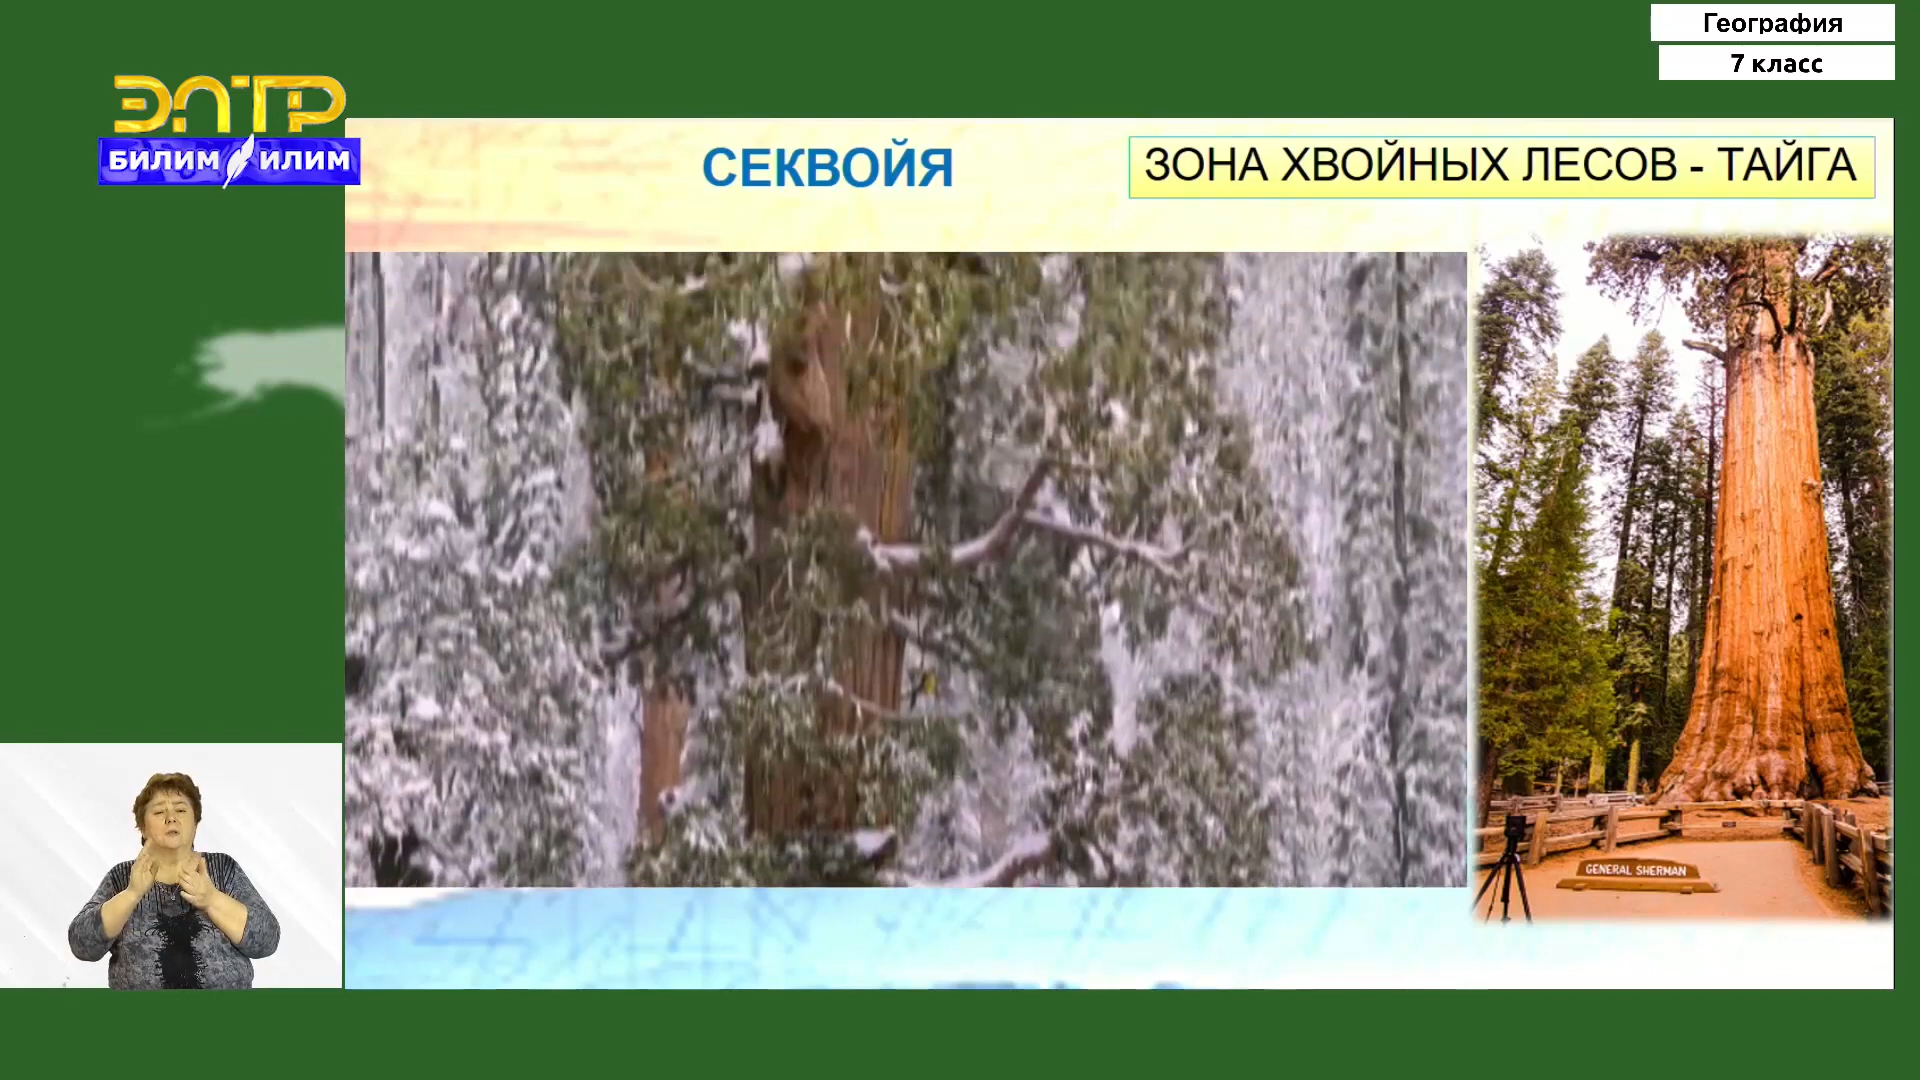 География
7 класс
ЭЛТР
БИЛИМ ИЛИМ
СЕКВОЙЯ
ЗОНА ХВОЙНЫХ ЛЕСОВ - ТАЙГА
GENERAL SHERMAN